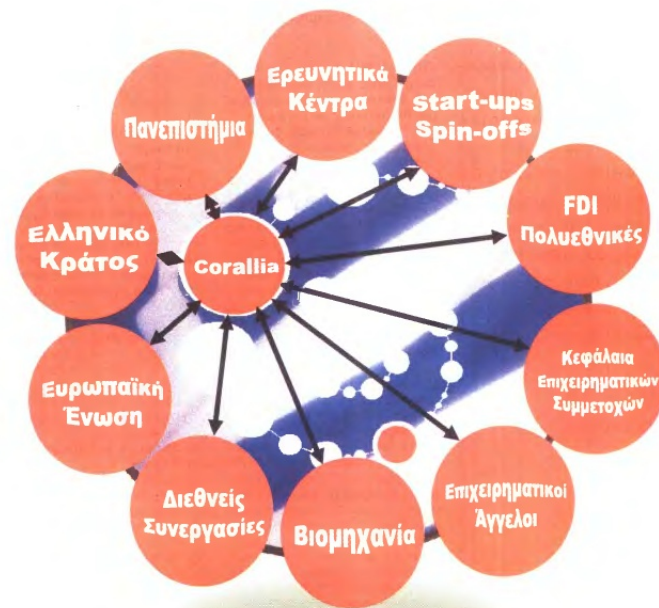 Ερευνητικά
Κέντρα
start-ups
Spin-offs
Πανεπιστήμια
FDI
Πολυεθνικές
Ελληνικό
Κράτος
Corallia
Κεφάλαια
Επιχειρηματικών
Συμμετοχών
Ευρωπαϊκή
Ένωση
Διεθνείς
Συνεργασίες
Βιομηχανία
Επιχειρηματικοί
Άγγελοι